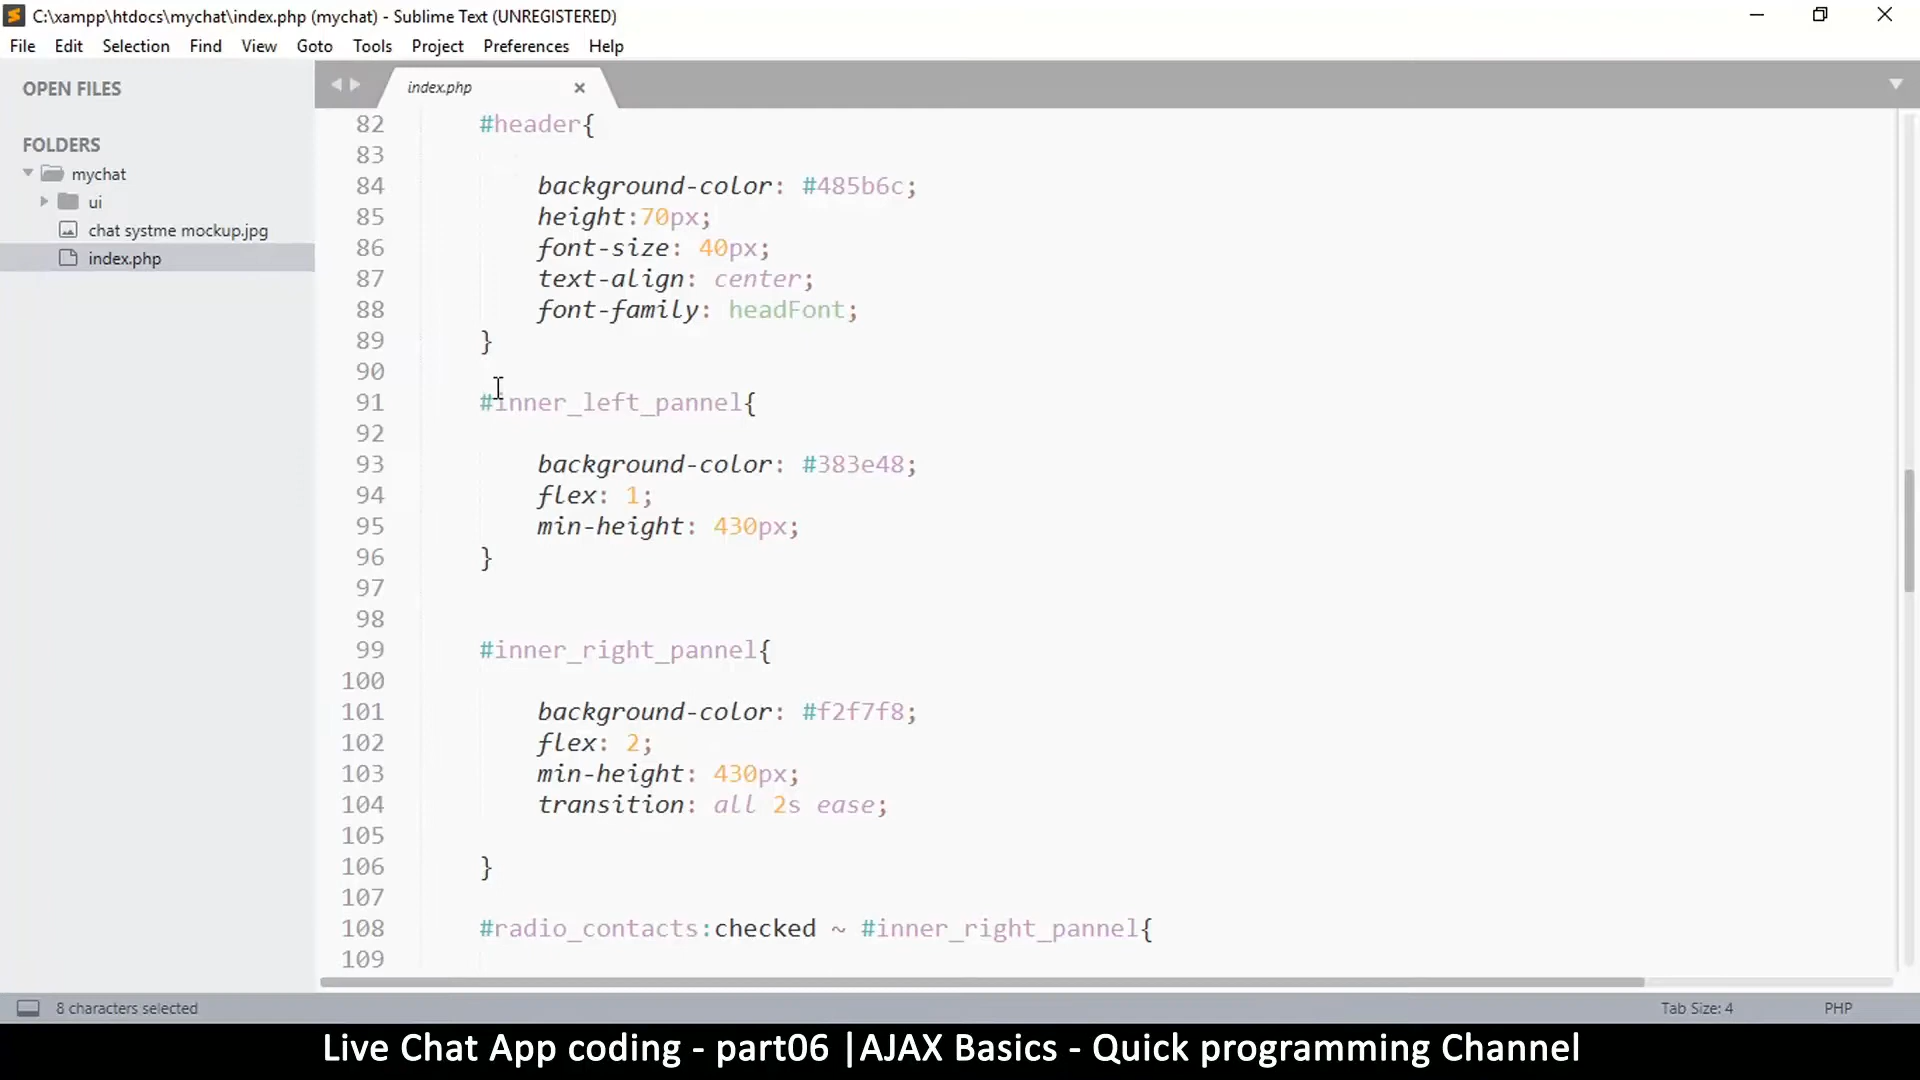 C:\xampp\htdocs\mychat\index.php (mychat) - Sublime Text (UNREGISTERED)
File Edit Selection Find View Goto Tools Project Preferences Help
OPEN FILES
FOLDERS
mychat
ui
chat systme mockup.jpg
index.php
index.php
82 #header{
83
84 background-color: #485b6c;
85 height:70px;
86 font-size: 40px;
87 text-align: center;
88 font-family: headFont;
89 }
90
91 #inner_left_pannel{
92
93 background-color: #383e48;
94 flex: 1;
95 min-height: 430px;
96 }
97
98
99 #inner_right_pannel{
100
101 background-color: #f2f7f8;
102 flex: 2;
103 min-height: 430px;
104 transition: all 2s ease;
105
106 }
107
108 #radio_contacts:checked ~ #inner_right_pannel{
109
8 characters selected
Tab Size: 4 PHP
Live Chat App coding - part06 |AJAX Basics - Quick programming Channel